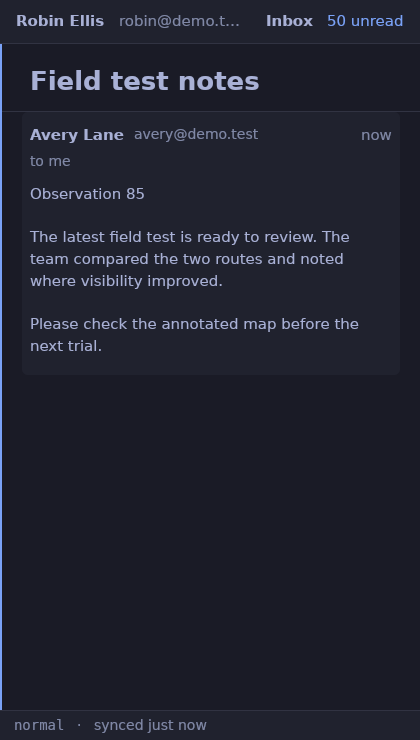 Robin Ellis robin@demo.t... Inbox 50 unread
Field test notes
Avery Lane avery@demo.test now
to me
Observation 85
The latest field test is ready to review. The
team compared the two routes and noted
where visibility improved.
Please check the annotated map before the
next trial.
normal · synced just now